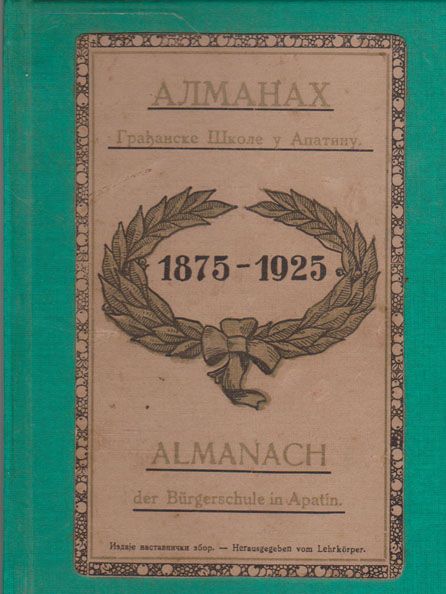 АЛМАНАХ
Грађанске Школе у Апатину.
1875-1925
ALMANACH
der Bürgerschule in Apatin.
Издаје наставнички збор. — Herausgegeben vom Lehrkörper.